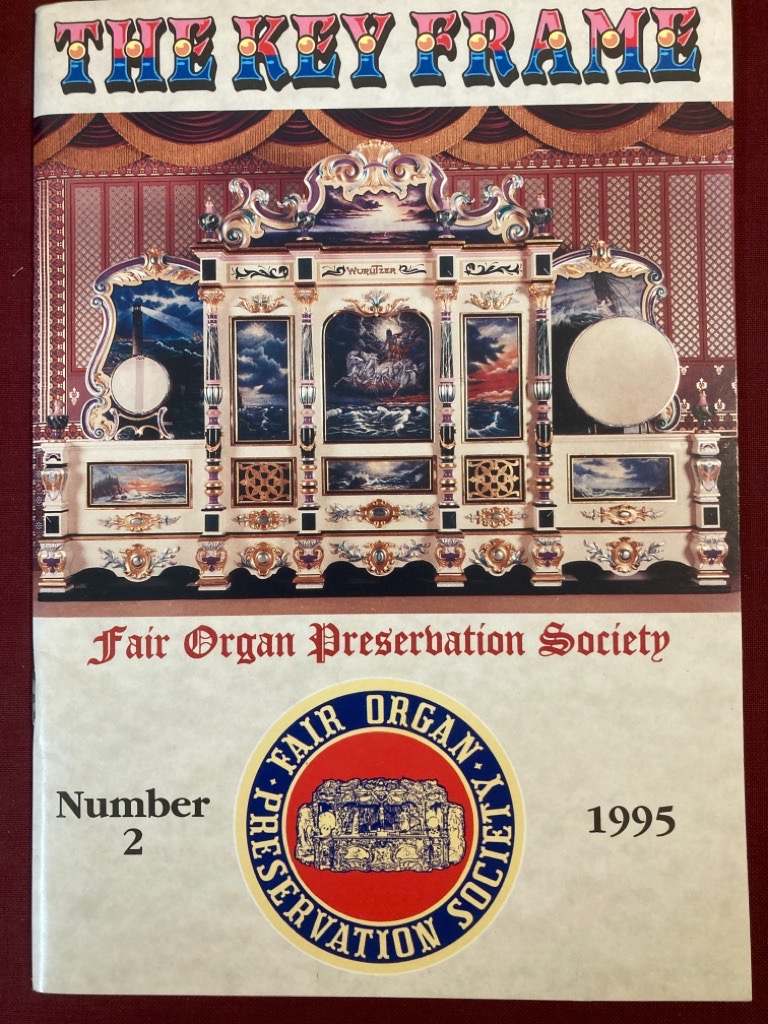 THE KEY FRAME
WURLITZER
Fair Organ Preservation Society
· FAIR ORGAN · PRESERVATION SOCIETY
Number
2
1995